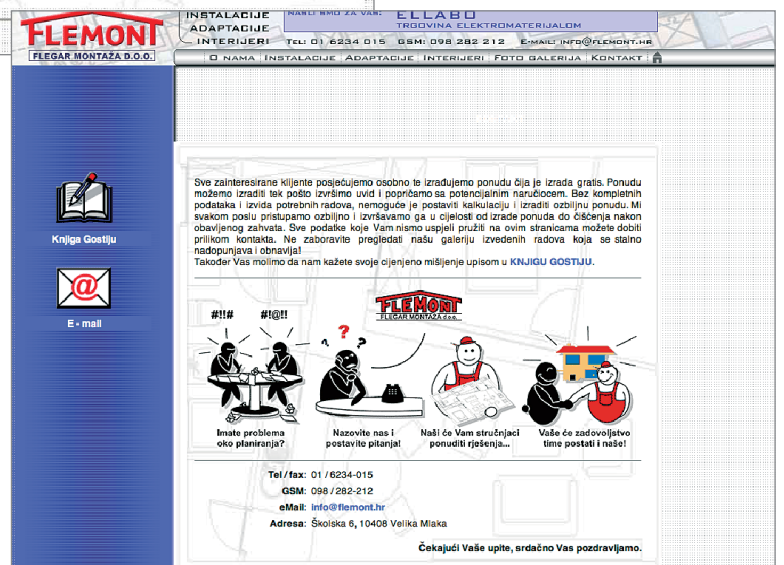 FLEMONT
FLEGAR MONTAŽA D.O.O.
INSTALACIJE
ADAPTACIJE
INTERIJERI
NAŠLI SMO ZA VAS:
ELLABO
TRGOVINA ELEKTROMATERIJALOM
TEL: 01 6234 015 GSM: 098 282 212 E-MAIL: INFO@FLEMONT.HR
O NAMA INSTALACIJE ADAPTACIJE INTERIJERI FOTO GALERIJA KONTAKT
Knjiga Gostiju
E - mail
Sve zainteresirane klijente posjećujemo osobno te izrađujemo ponudu čija je izrada gratis. Ponudu
možemo izraditi tek pošto izvršimo uvid i popričamo sa potencijalnim naručiocem. Bez kompletnih
podataka i izvida potrebnih radova, nemoguće je postaviti kalkulaciju i izraditi ozbiljnu ponudu. Mi
svakom poslu pristupamo ozbiljno i izvršavamo ga u cijelosti od izrade ponuda do čišćenja nakon
obavljenog zahvata. Sve podatke koje Vam nismo uspjeli pružiti na ovim stranicama možete dobiti
prilikom kontakta. Ne zaboravite pregledati našu galeriju izvedenih radova koja se stalno
nadopunjava i obnavlja!
Također Vas molimo da nam kažete svoje cijenjeno mišljenje upisom u KNJIGU GOSTIJU.
FLEMONT
FLEGAR MONTAŽA d.o.o.
#!!# #!@!!
? ? ?
Imate problema
oko planiranja?
Nazovite nas i
postavite pitanja!
Naši će Vam stručnjaci
ponuditi rješenja...
Vaše će zadovoljstvo
time postati i naše!
Tel / fax: 01 / 6234-015
GSM: 098 / 282-212
eMail: info@flemont.hr
Adresa: Školska 6, 10408 Velika Mlaka
Čekajući Vaše upite, srdačno Vas pozdravljamo.